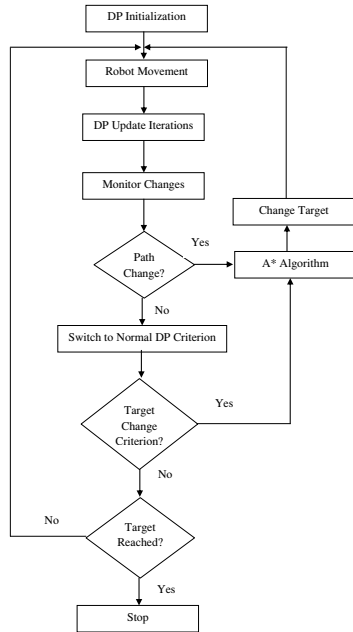 DP Initialization
Robot Movement
DP Update Iterations
Monitor Changes
Change Target
Path
Change?
Yes
A* Algorithm
No
Switch to Normal DP Criterion
Target
Change
Criterion?
Yes
No
Target
Reached?
No
Yes
Stop